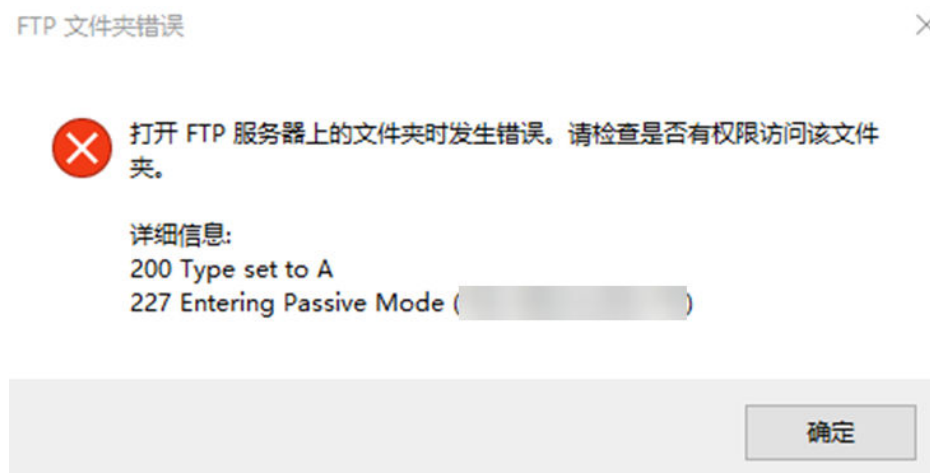 FTP 文件夹错误
打开 FTP 服务器上的文件夹时发生错误。请检查是否有权限访问该文件
夹。
详细信息:
200 Type set to A
227 Entering Passive Mode ( )
确定